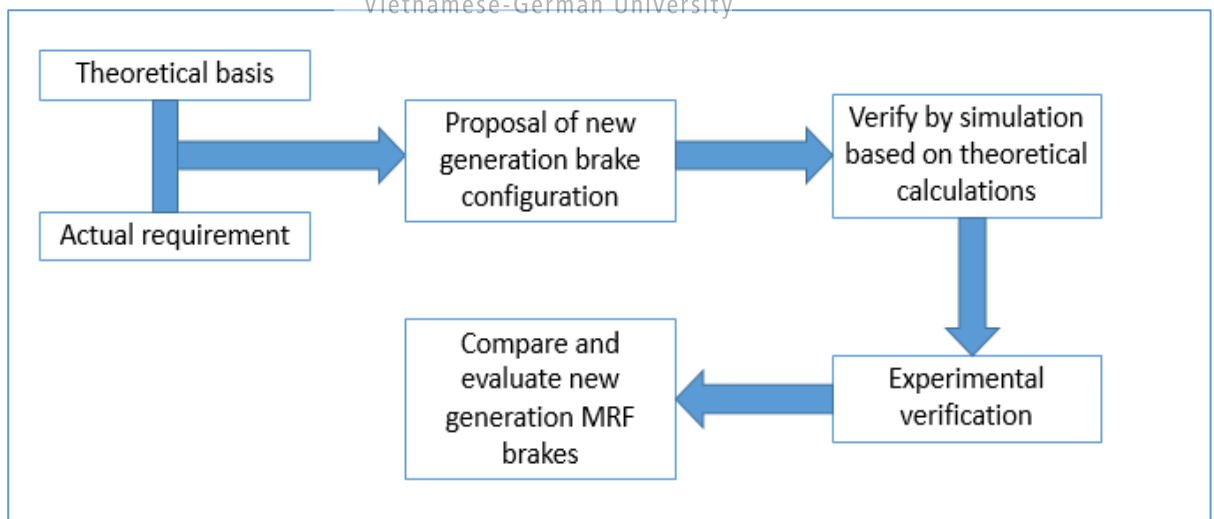 Vietnamese-German University
Theoretical basis
Actual requirement
Proposal of new
generation brake
configuration
Verify by simulation
based on theoretical
calculations
Experimental
verification
Compare and
evaluate new
generation MRF
brakes